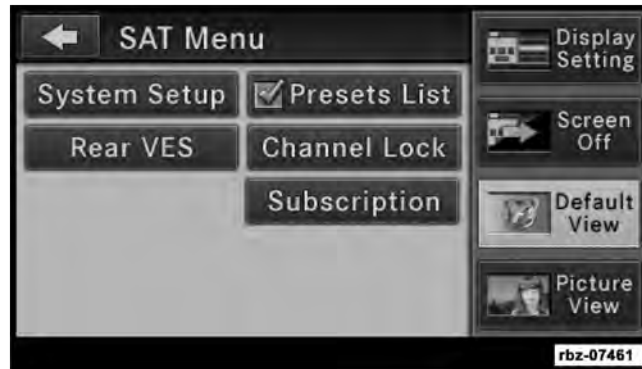 SAT Menu
System Setup
Presets List
Rear VES
Channel Lock
Subscription
Display
Setting
Screen
Off
Default
View
Picture
View
rbz-07461